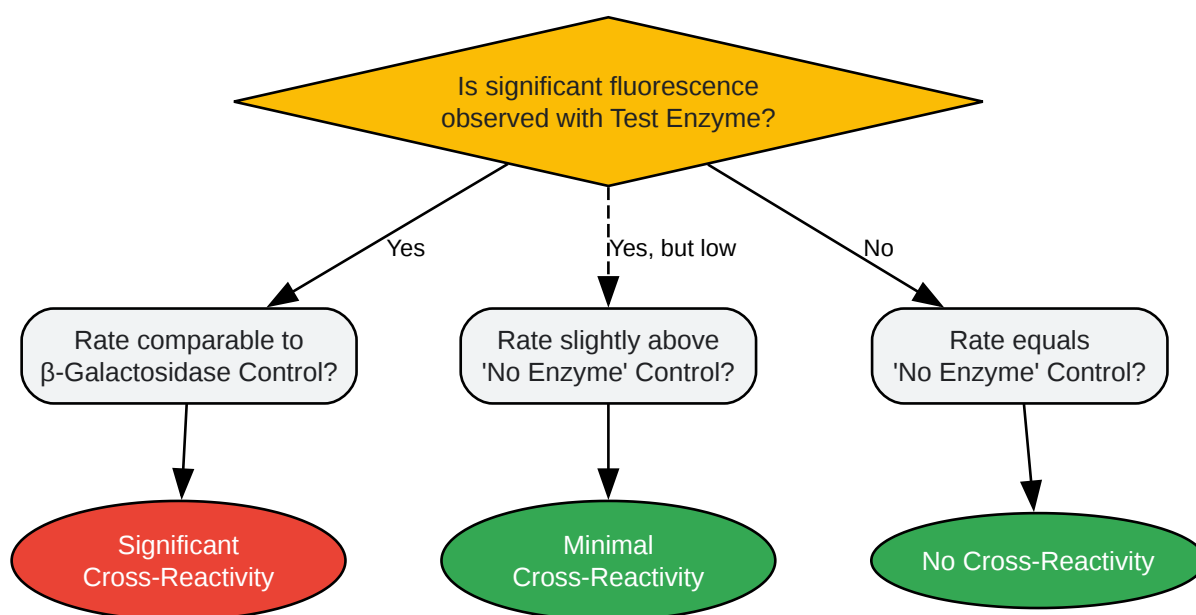 Is significant fluorescence
observed with Test Enzyme?
Yes
Yes, but low
No
Rate comparable to
β-Galactosidase Control?
Rate slightly above
'No Enzyme' Control?
Rate equals
'No Enzyme' Control?
Significant
Cross-Reactivity
Minimal
Cross-Reactivity
No Cross-Reactivity